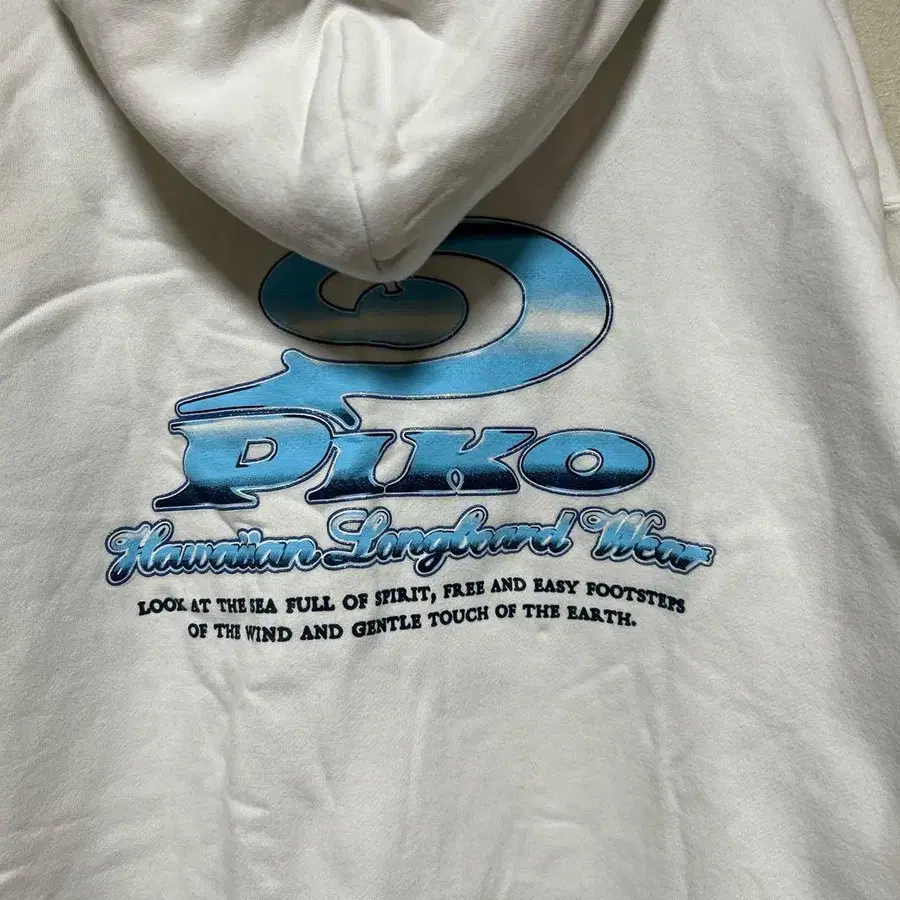 PIKO
Hawaiian Longboard Wear
LOOK AT THE SEA FULL OF SPIRIT, FREE AND EASY FOOTSTEPS
OF THE WIND AND GENTLE TOUCH OF THE EARTH.